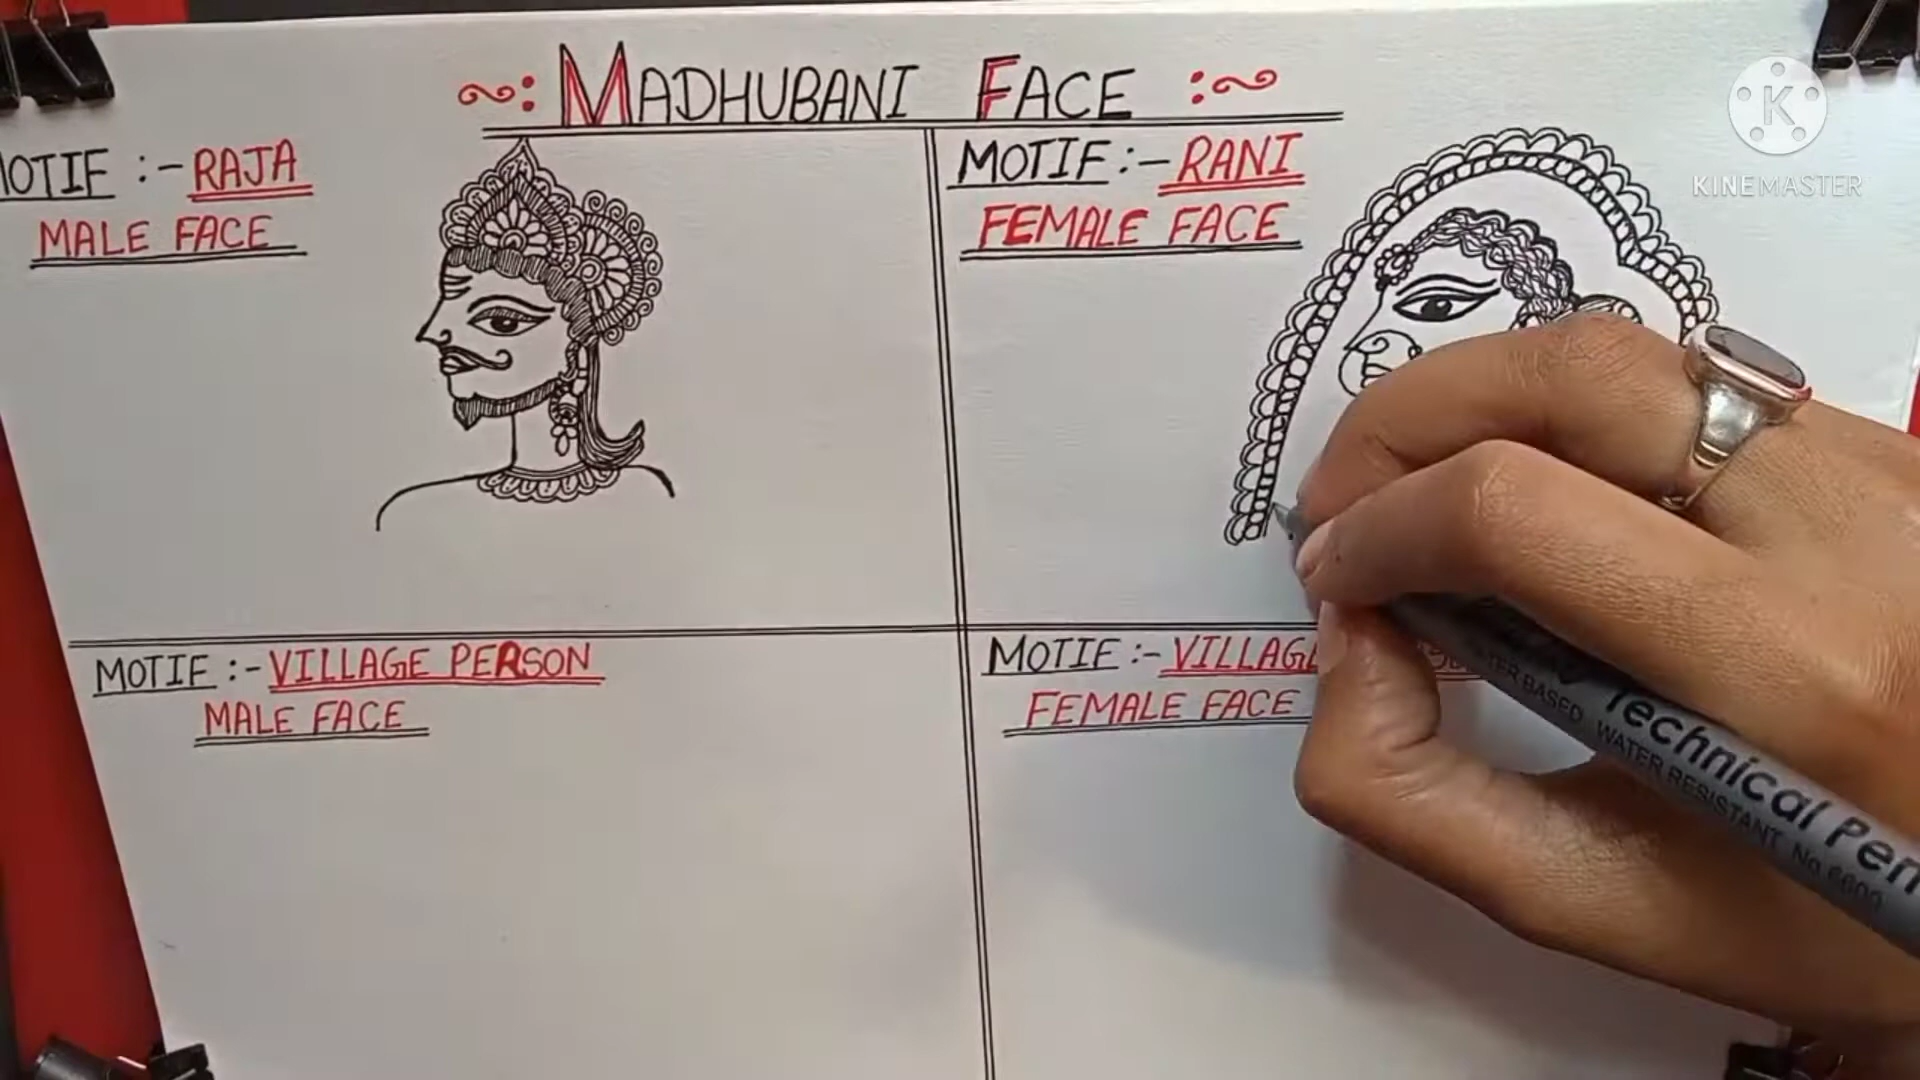 ~: MADHUBANI FACE :~
MOTIF :- RAJA
MALE FACE
MOTIF :- RANI
FEMALE FACE
KINEMASTER
MOTIF :- VILLAGE PERSON
MALE FACE
MOTIF :- VILLAGE
FEMALE FACE
Technical Pen
WATER BASED, WATER RESISTANT No 6600